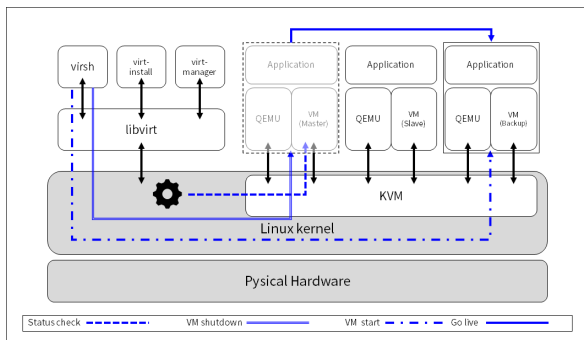 virsh
virt-
install
virt-
manager
libvirt
Application
QEMU
VM
(Master)
Application
QEMU
VM
(Slave)
Application
QEMU
VM
(Backup)
KVM
Linux kernel
Pysical Hardware
Status check
VM shutdown
VM start
Go live